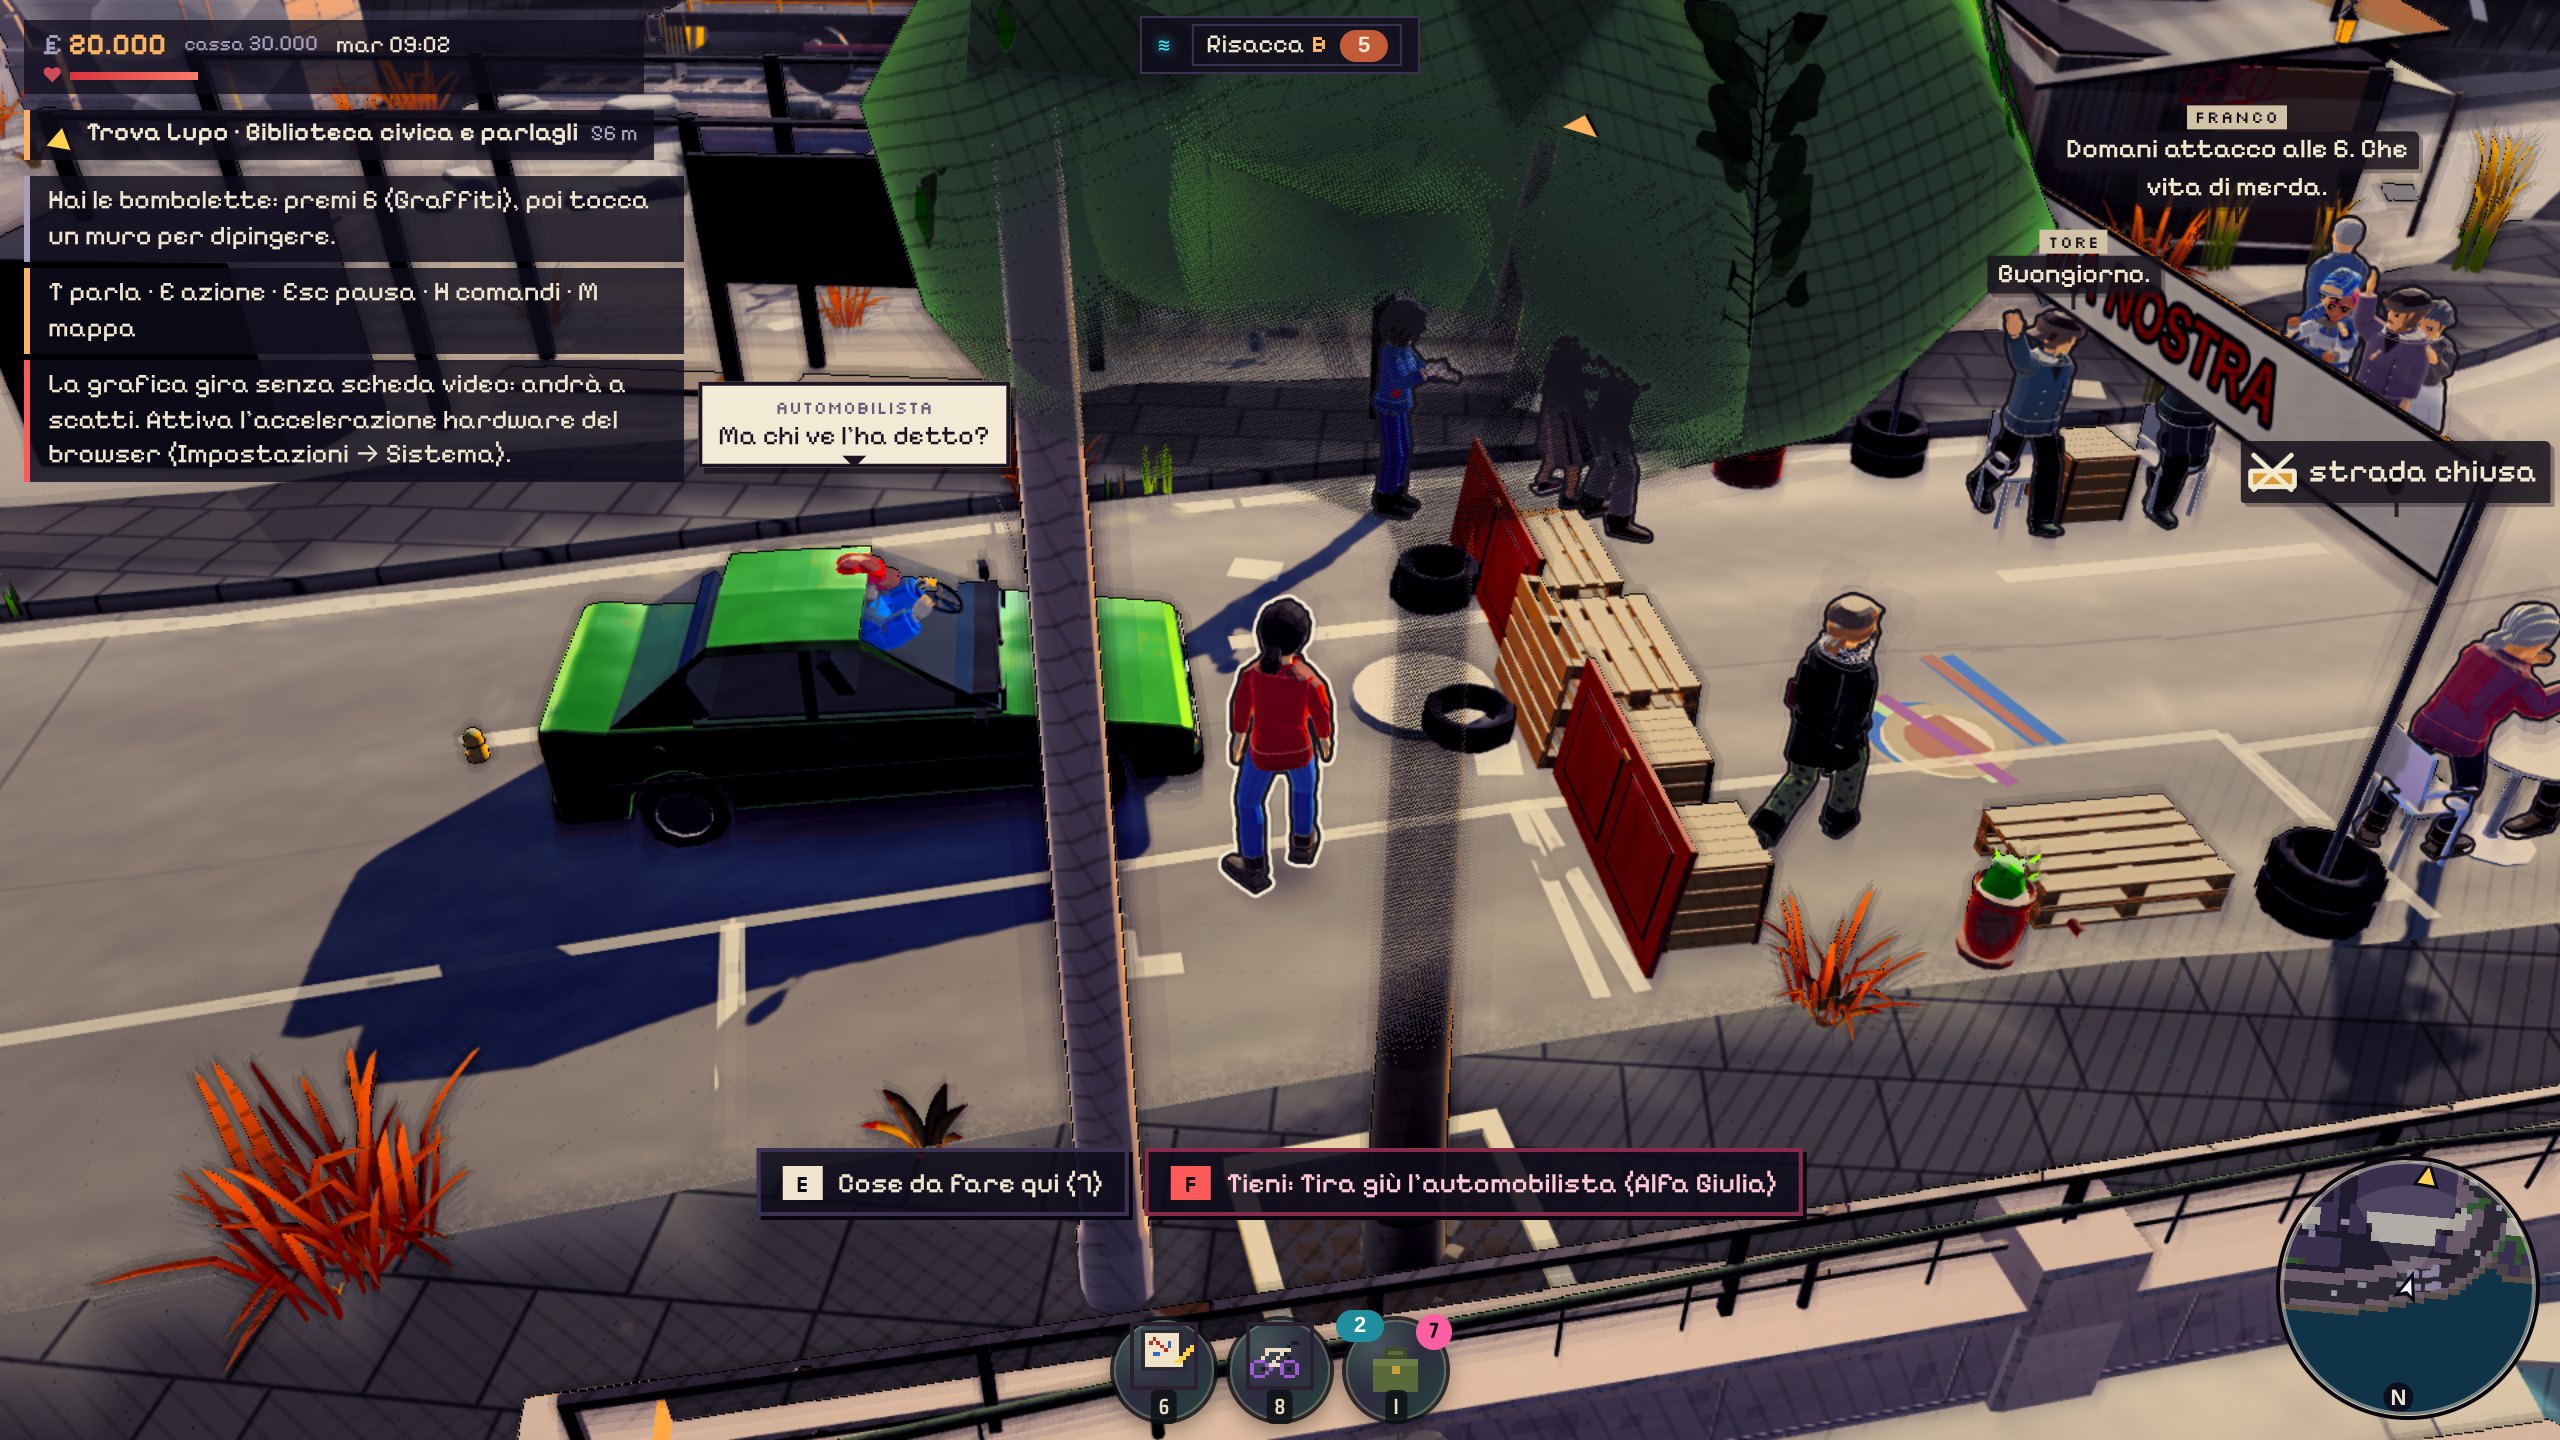 £ 80.000 cassa 30.000 mar 09:02
Risacca B 5
Trova Lupo · Biblioteca civica e parlagli 96 m
Hai le bombolette: premi 6 (Graffiti), poi tocca
un muro per dipingere.
T parla · E azione · Esc pausa · H comandi · M
mappa
La grafica gira senza scheda video: andrà a
scatti. Attiva l'accelerazione hardware del
browser (Impostazioni → Sistema).
FRANCO
Domani attacco alle 6. Che
vita di merda.
TORE
Buongiorno.
NOSTRA
AUTOMOBILISTA
Ma chi ve l'ha detto?
strada chiusa
E Cose da fare qui (7)
F Tieni: Tira giù l'automobilista (Alfa Giulia)
2 7
6 8 I
N